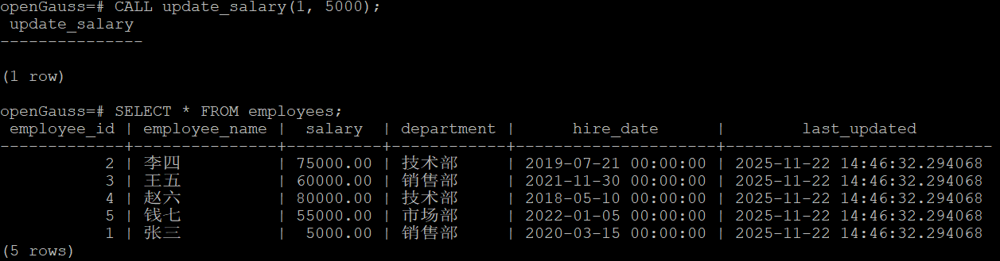 openGauss=# CALL update_salary(1, 5000);
 update_salary
---------------

(1 row)

openGauss=# SELECT * FROM employees;
 employee_id | employee_name |  salary  | department |      hire_date      |        last_updated
-------------+---------------+----------+------------+---------------------+----------------------------
           2 | 李四          | 75000.00 | 技术部     | 2019-07-21 00:00:00 | 2025-11-22 14:46:32.294068
           3 | 王五          | 60000.00 | 销售部     | 2021-11-30 00:00:00 | 2025-11-22 14:46:32.294068
           4 | 赵六          | 80000.00 | 技术部     | 2018-05-10 00:00:00 | 2025-11-22 14:46:32.294068
           5 | 钱七          | 55000.00 | 市场部     | 2022-01-05 00:00:00 | 2025-11-22 14:46:32.294068
           1 | 张三          |  5000.00 | 销售部     | 2020-03-15 00:00:00 | 2025-11-22 14:46:32.294068
(5 rows)